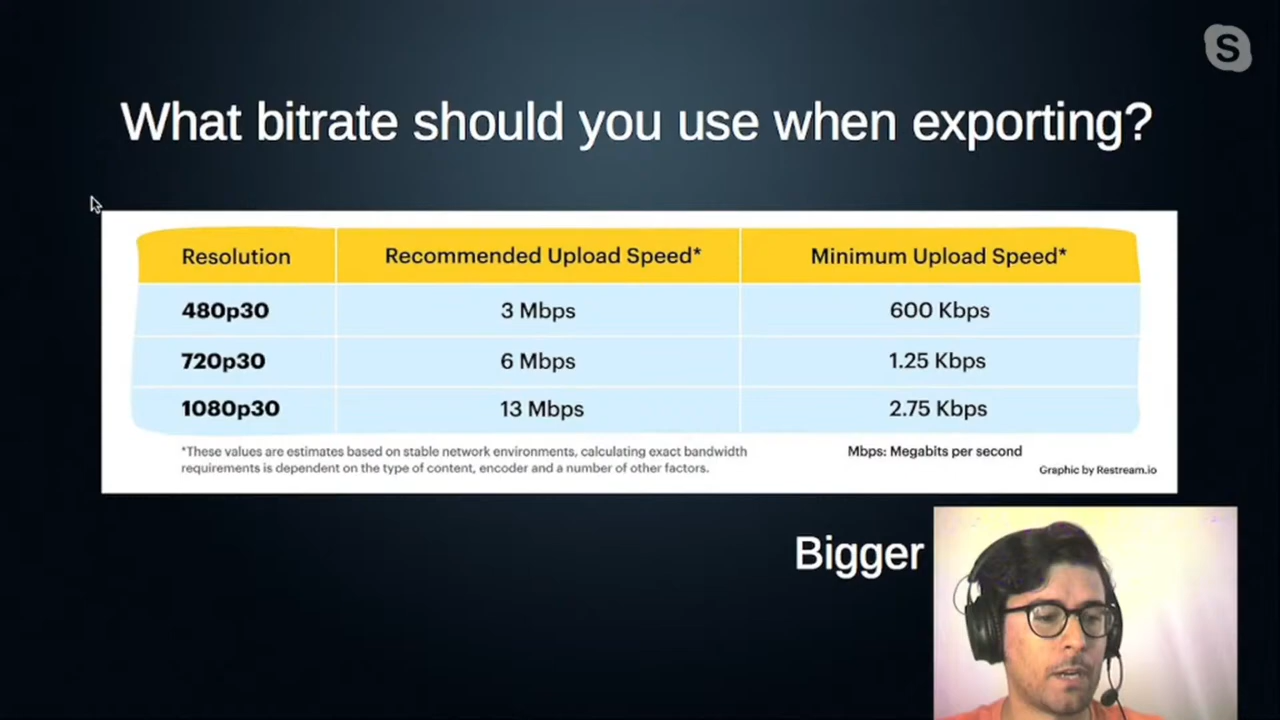 S
What bitrate should you use when exporting?
Resolution Recommended Upload Speed* Minimum Upload Speed*
480p30 3 Mbps 600 Kbps
720p30 6 Mbps 1.25 Kbps
1080p30 13 Mbps 2.75 Kbps
*These values are estimates based on stable network environments, calculating exact bandwidth
requirements is dependent on the type of content, encoder and a number of other factors.
Mbps: Megabits per second
Graphic by Restream.io
Bigger